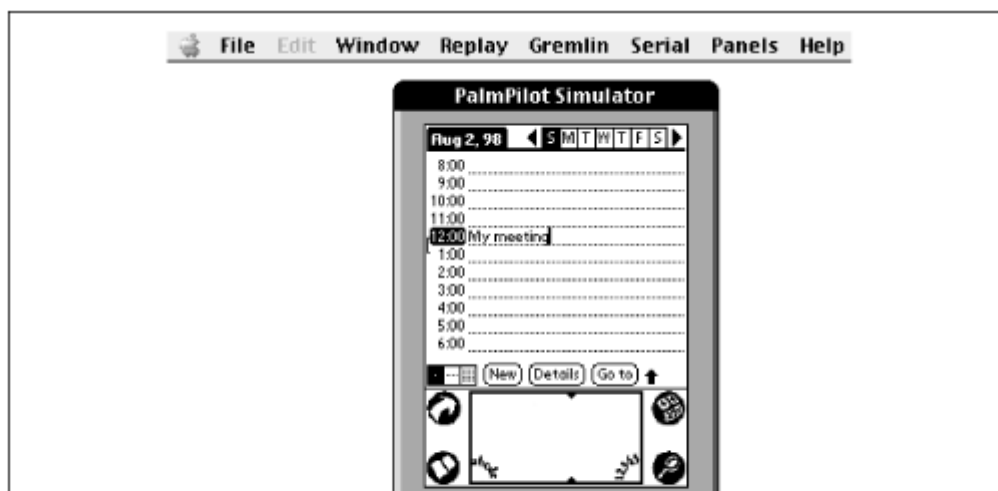 File Edit Window Replay Gremlin Serial Panels Help
PalmPilot Simulator
Aug 2, 98 S M T W T F S
8:00
9:00
10:00
11:00
12:00 My meeting
1:00
2:00
3:00
4:00
5:00
6:00
New Details Go to